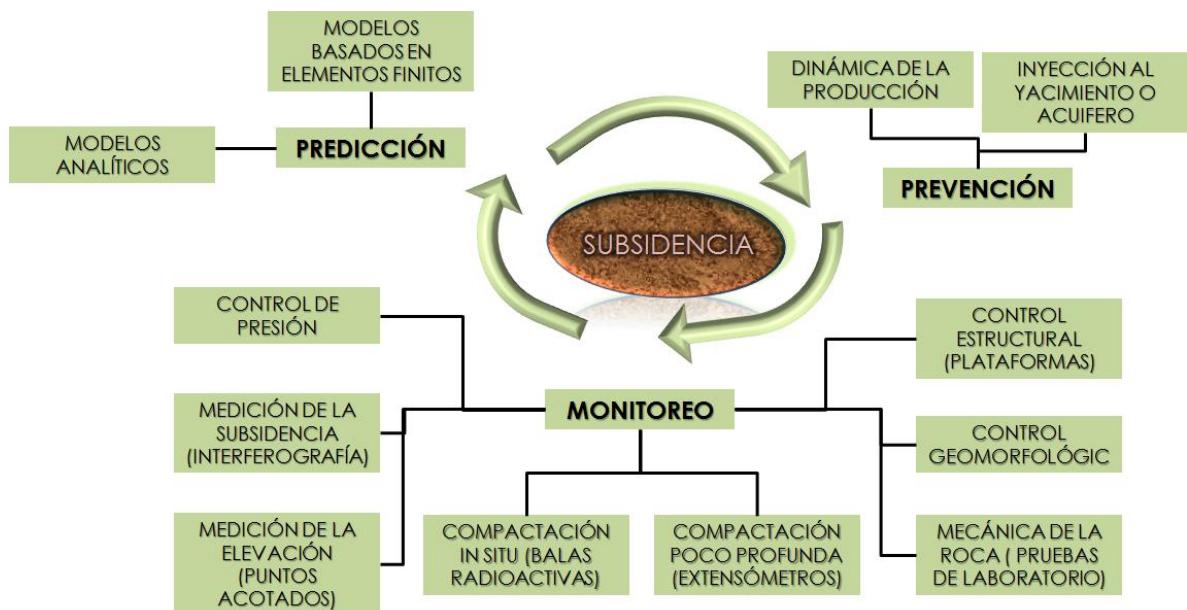 MODELOS
BASADOS EN
ELEMENTOS FINITOS
MODELOS
ANALÍTICOS
PREDICCIÓN
DINÁMICA DE LA
PRODUCCIÓN
INYECCIÓN AL
YACIMIENTO O
ACUIFERO
PREVENCIÓN
SUBSIDENCIA
CONTROL DE
PRESIÓN
MEDICIÓN DE LA
SUBSIDENCIA
(INTERFEROGRAFÍA)
MEDICIÓN DE LA
ELEVACIÓN
(PUNTOS
ACOTADOS)
MONITOREO
COMPACTACIÓN
IN SITU (BALAS
RADIOACTIVAS)
COMPACTACIÓN
POCO PROFUNDA
(EXTENSÓMETROS)
CONTROL
ESTRUCTURAL
(PLATAFORMAS)
CONTROL
GEOMORFOLÓGIC
MECÁNICA DE LA
ROCA ( PRUEBAS
DE LABORATORIO)